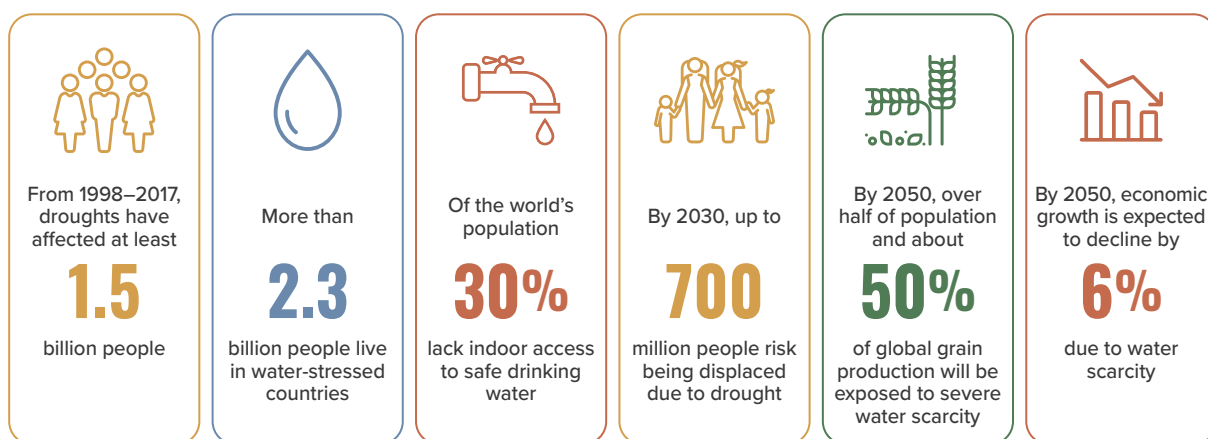 From 1998–2017,
droughts have
affected at least
1.5
billion people
More than
2.3
billion people live
in water-stressed
countries
Of the world's
population
30%
lack indoor access
to safe drinking
water
By 2030, up to
700
million people risk
being displaced
due to drought
By 2050, over
half of population
and about
50%
of global grain
production will be
exposed to severe
water scarcity
By 2050, economic
growth is expected
to decline by
6%
due to water
scarcity